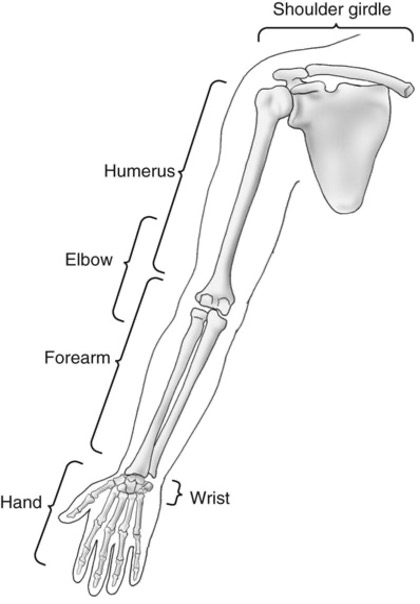 Shoulder girdle
Humerus
Elbow
Forearm
Hand
Wrist